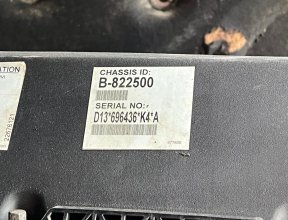 CHASSIS ID:
B-822500
SERIAL NO:
D13*696436*K4*A